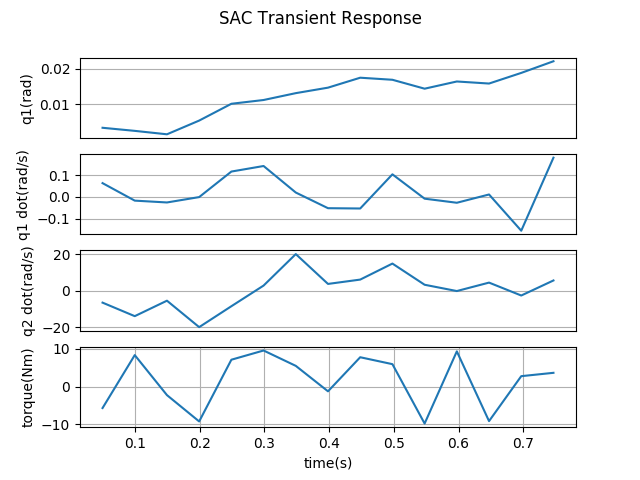 SAC Transient Response
q1(rad)
0.02
0.01
q1 dot(rad/s)
0.1
0.0
−0.1
q2 dot(rad/s)
20
0
−20
torque(Nm)
10
0
−10
0.1 0.2 0.3 0.4 0.5 0.6 0.7
time(s)